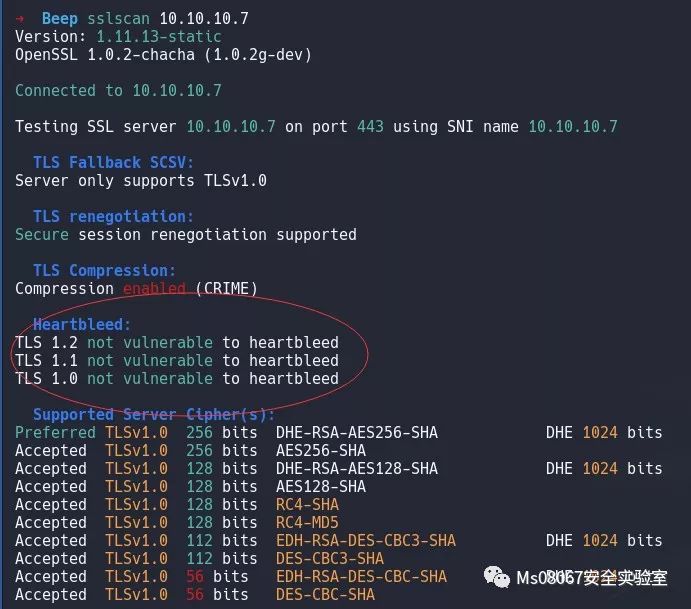 → Beep sslscan 10.10.10.7
Version: 1.11.13-static
OpenSSL 1.0.2-chacha (1.0.2g-dev)
Connected to 10.10.10.7
Testing SSL server 10.10.10.7 on port 443 using SNI name 10.10.10.7
TLS Fallback SCSV:
Server only supports TLSv1.0
TLS renegotiation:
Secure session renegotiation supported
TLS Compression:
Compression enabled (CRIME)
Heartbleed:
TLS 1.2 not vulnerable to heartbleed
TLS 1.1 not vulnerable to heartbleed
TLS 1.0 not vulnerable to heartbleed
Supported Server Cipher(s):
Preferred TLSv1.0 256 bits DHE-RSA-AES256-SHA DHE 1024 bits
Accepted TLSv1.0 256 bits AES256-SHA
Accepted TLSv1.0 128 bits DHE-RSA-AES128-SHA DHE 1024 bits
Accepted TLSv1.0 128 bits AES128-SHA
Accepted TLSv1.0 128 bits RC4-SHA
Accepted TLSv1.0 128 bits RC4-MD5
Accepted TLSv1.0 112 bits EDH-RSA-DES-CBC3-SHA DHE 1024 bits
Accepted TLSv1.0 112 bits DES-CBC3-SHA
Accepted TLSv1.0 56 bits EDH-RSA-DES-CBC-SHA
Accepted TLSv1.0 56 bits DES-CBC-SHA
Ms08067安全实验室